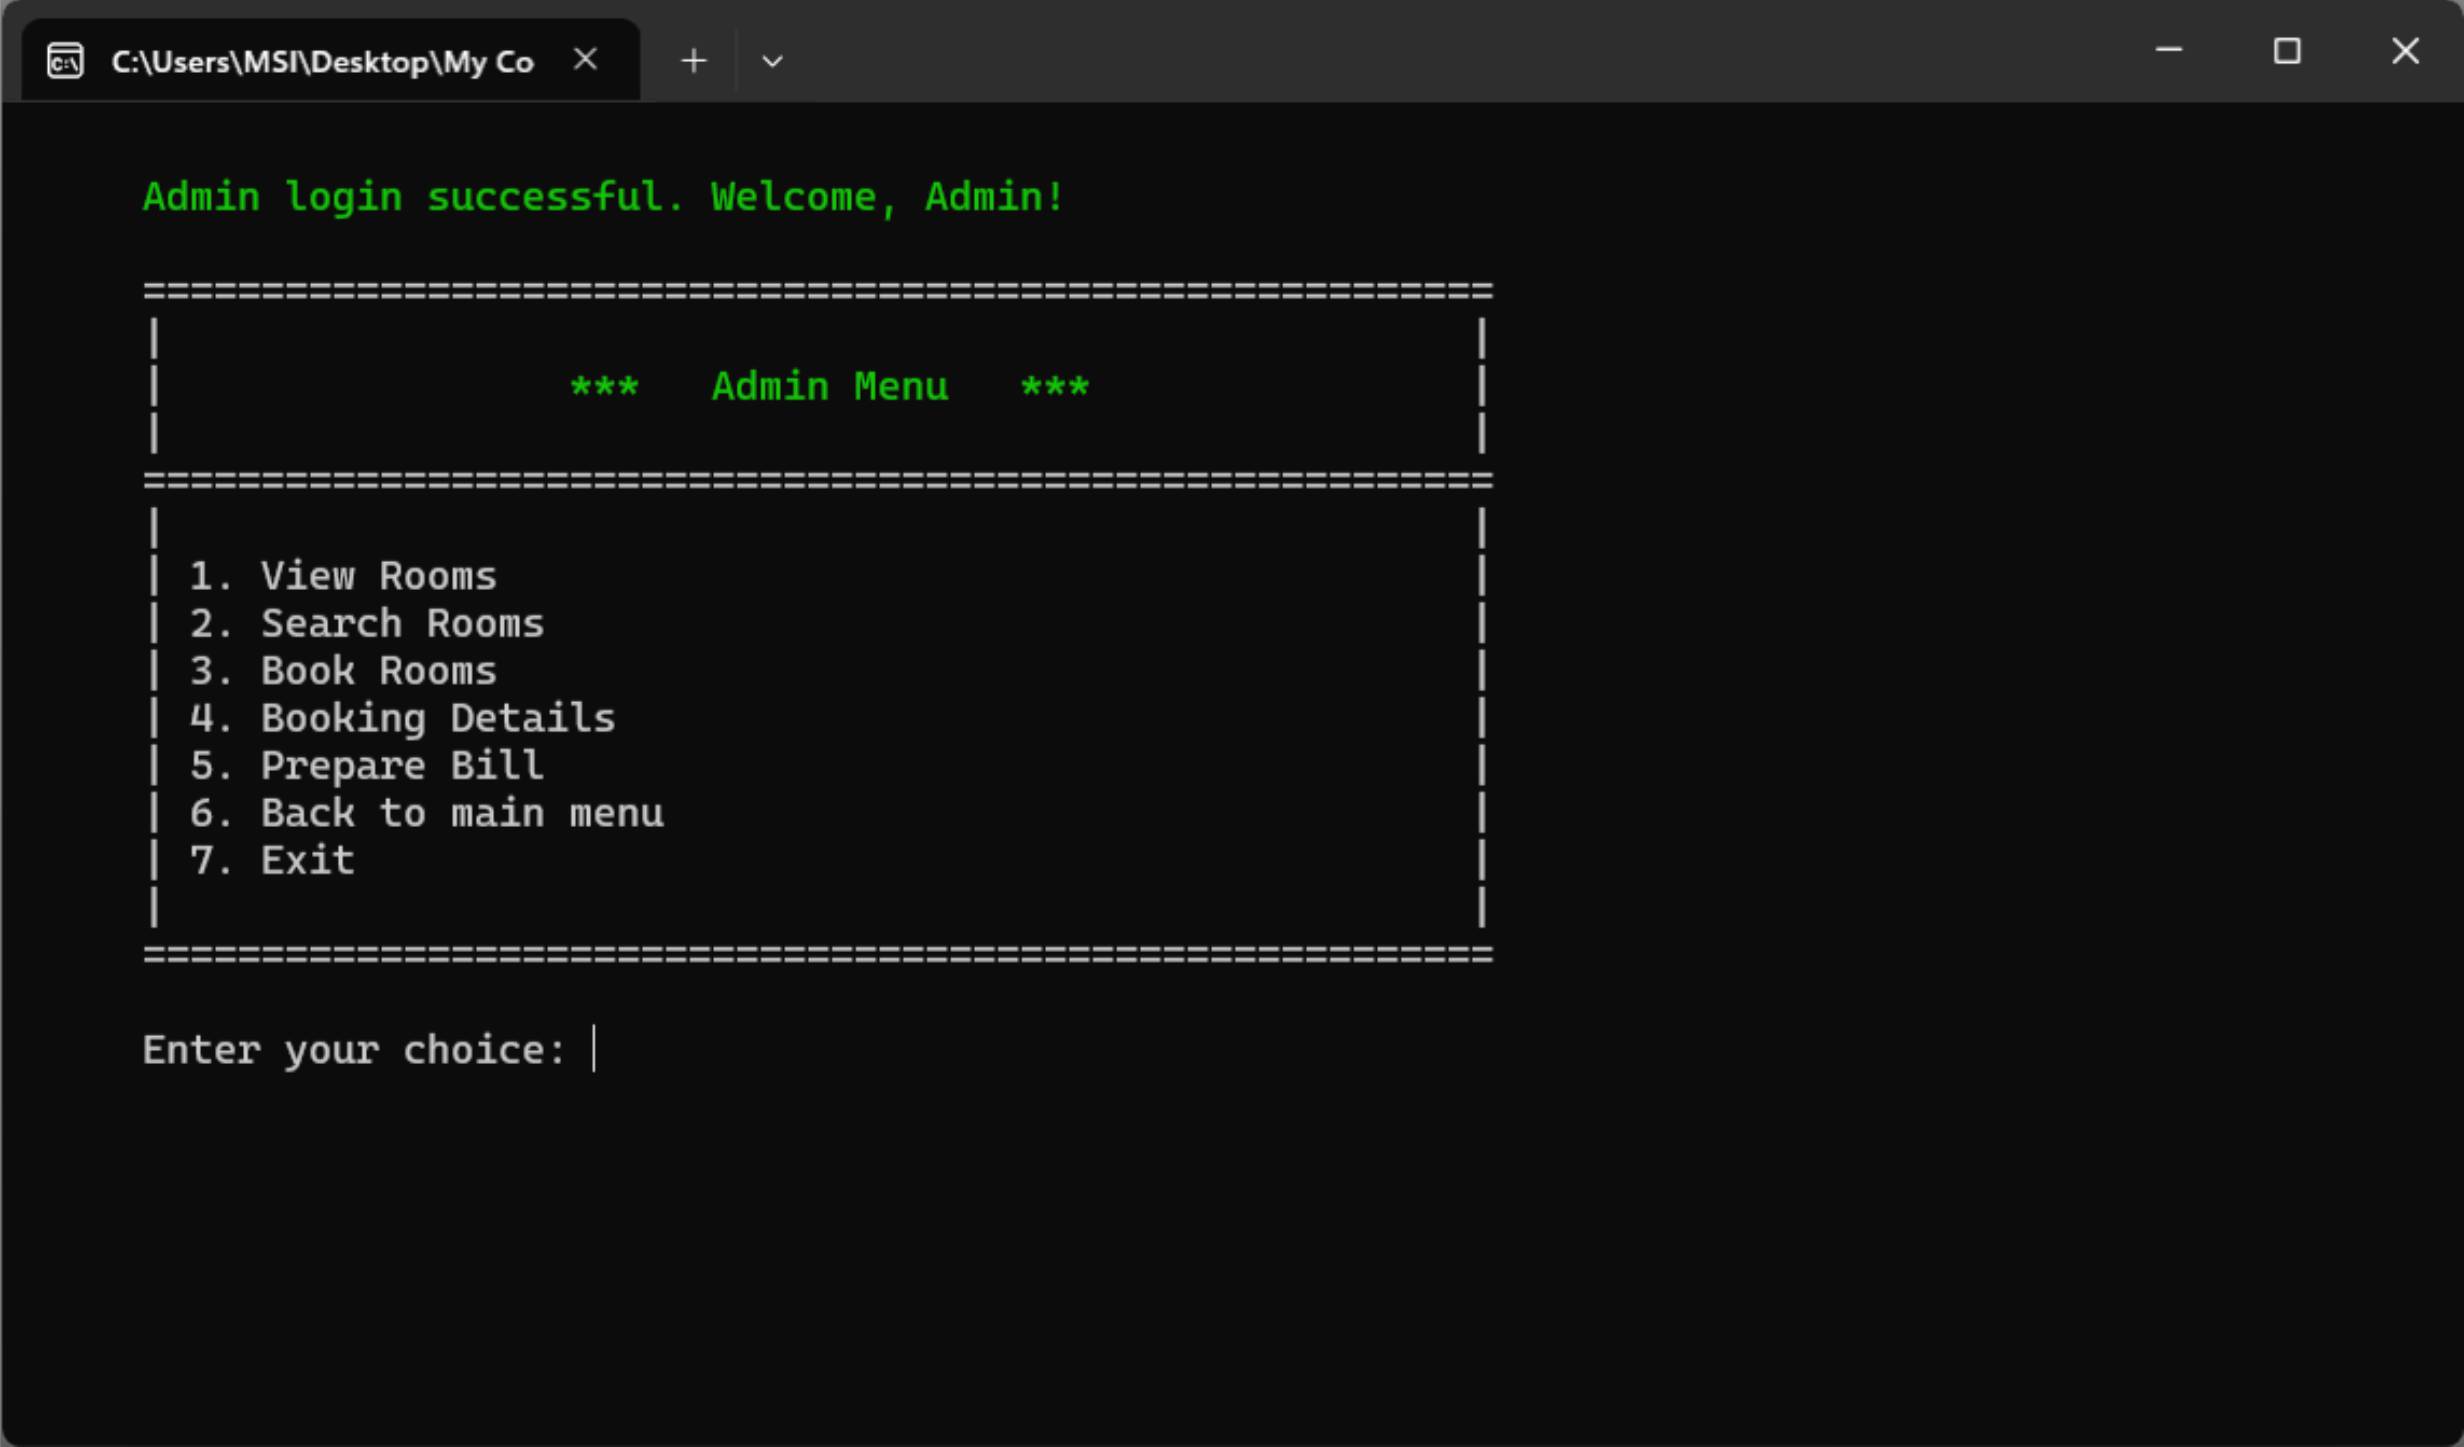 C:\Users\MSI\Desktop\My Co
Admin login successful. Welcome, Admin!
=========================================================
|                                                       |
|                 ***   Admin Menu   ***                |
|                                                       |
=========================================================
|                                                       |
| 1. View Rooms                                         |
| 2. Search Rooms                                       |
| 3. Book Rooms                                         |
| 4. Booking Details                                    |
| 5. Prepare Bill                                       |
| 6. Back to main menu                                  |
| 7. Exit                                               |
|                                                       |
=========================================================
Enter your choice: